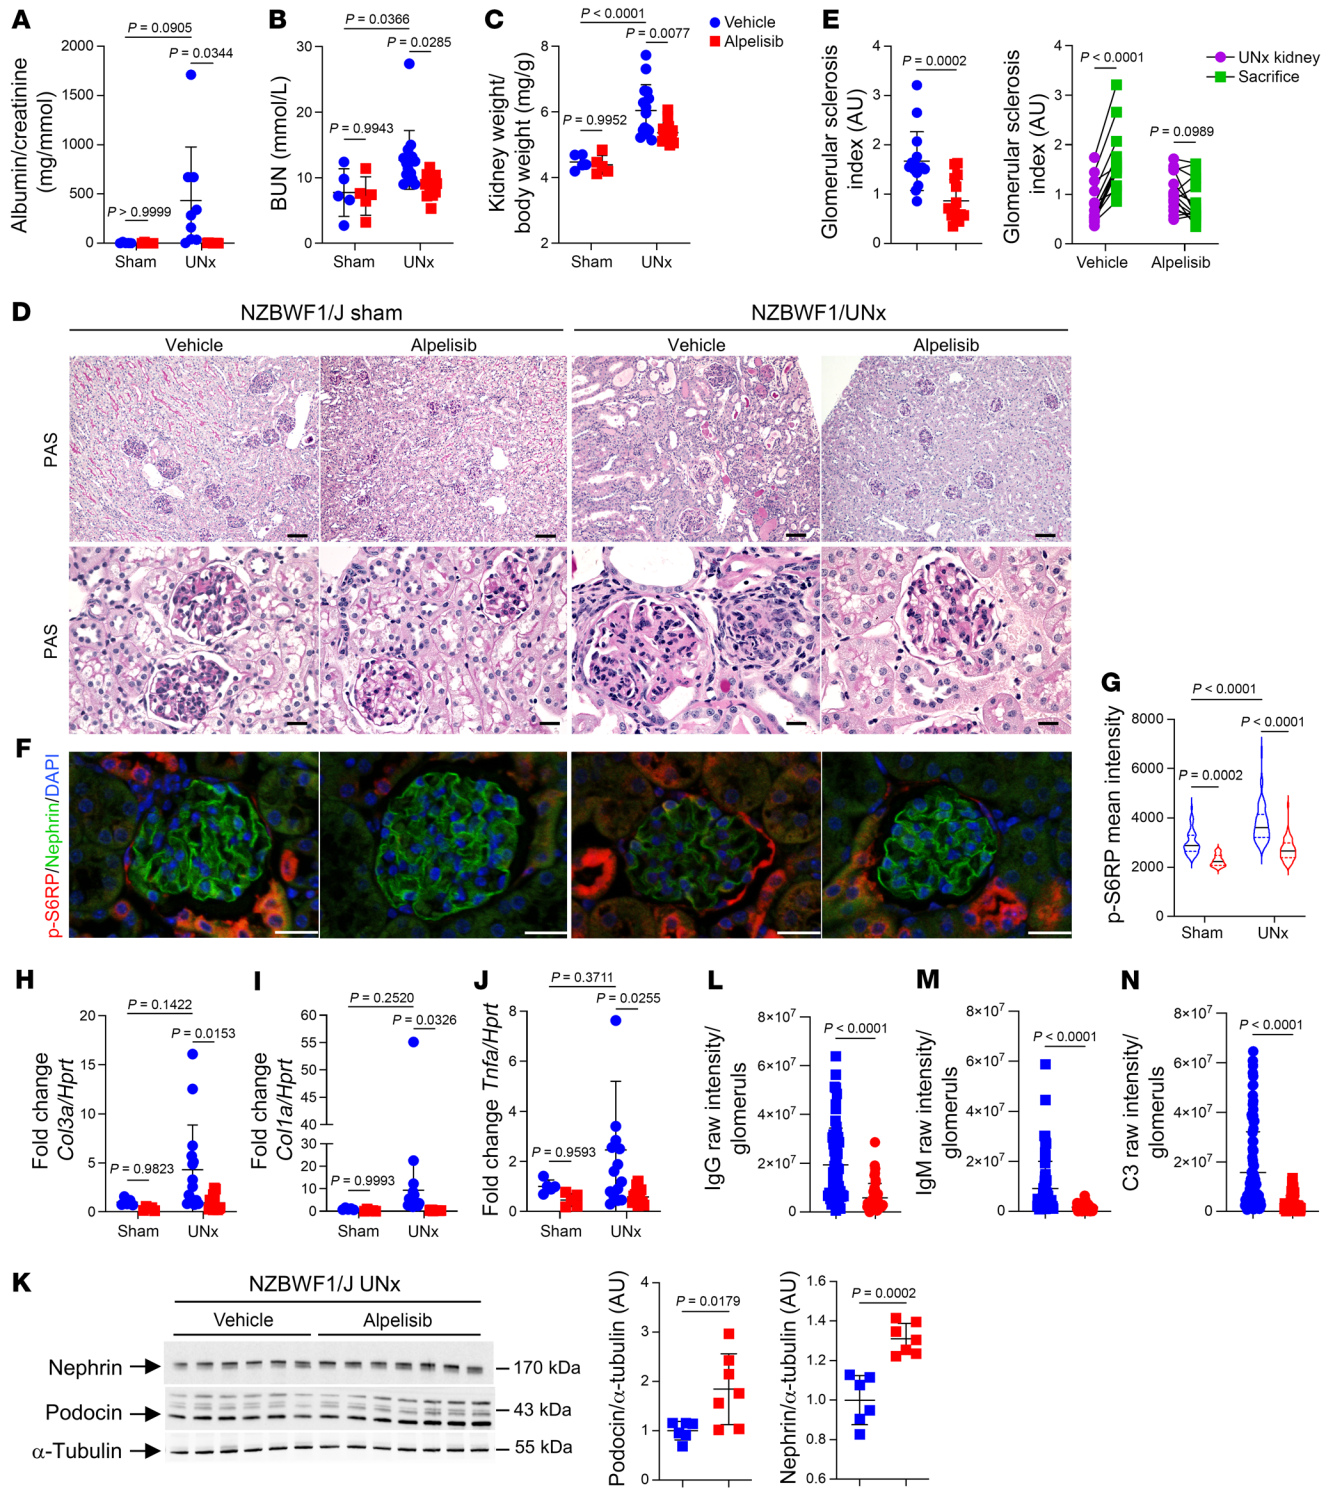 A
P = 0.0905
P = 0.0344
Albumin/creatinine
(mg/mmol)
2000
1500
1000
500
0
P > 0.9999
Sham
UNx
B
P = 0.0366
P = 0.0285
BUN (mmol/L)
30
20
10
0
P = 0.9943
Sham
UNx
C
P < 0.0001
P = 0.0077
Kidney weight/
body weight (mg/g)
8
6
4
2
P = 0.9952
Sham
UNx
Vehicle
Alpelisib
E
Glomerular sclerosis
index (AU)
4
3
2
1
0
P = 0.0002
Glomerular sclerosis
index (AU)
4
3
2
1
0
P < 0.0001
P = 0.0989
Vehicle
Alpelisib
UNx kidney
Sacrifice
D
NZBWF1/J sham
NZBWF1/UNx
Vehicle
Alpelisib
Vehicle
Alpelisib
PAS
PAS
F
p-S6RP/Nephrin/DAPI
G
P < 0.0001
P < 0.0001
P = 0.0002
p-S6RP mean intensity
8000
6000
4000
2000
0
Sham
UNx
H
P = 0.1422
P = 0.0153
Fold change
Col3a/Hprt
20
15
10
5
0
P = 0.9823
Sham
UNx
I
P = 0.2520
P = 0.0326
Fold change
Col1a/Hprt
60
50
40
30
20
10
0
P = 0.9993
Sham
UNx
J
P = 0.3711
P = 0.0255
Fold change Tnfa/Hprt
8
6
4
2
0
P = 0.9593
Sham
UNx
L
IgG raw intensity/
glomeruls
8×10⁷
6×10⁷
4×10⁷
2×10⁷
0
P < 0.0001
M
IgM raw intensity/
glomeruls
8×10⁷
6×10⁷
4×10⁷
2×10⁷
0
P < 0.0001
N
C3 raw intensity/
glomeruls
8×10⁷
6×10⁷
4×10⁷
2×10⁷
0
P < 0.0001
K
NZBWF1/J UNx
Vehicle
Alpelisib
Nephrin
170 kDa
Podocin
43 kDa
α-Tubulin
55 kDa
Podocin/α-tubulin (AU)
4
3
2
1
0
P = 0.0179
Nephrin/α-tubulin (AU)
1.6
1.4
1.2
1.0
0.8
0.6
P = 0.0002